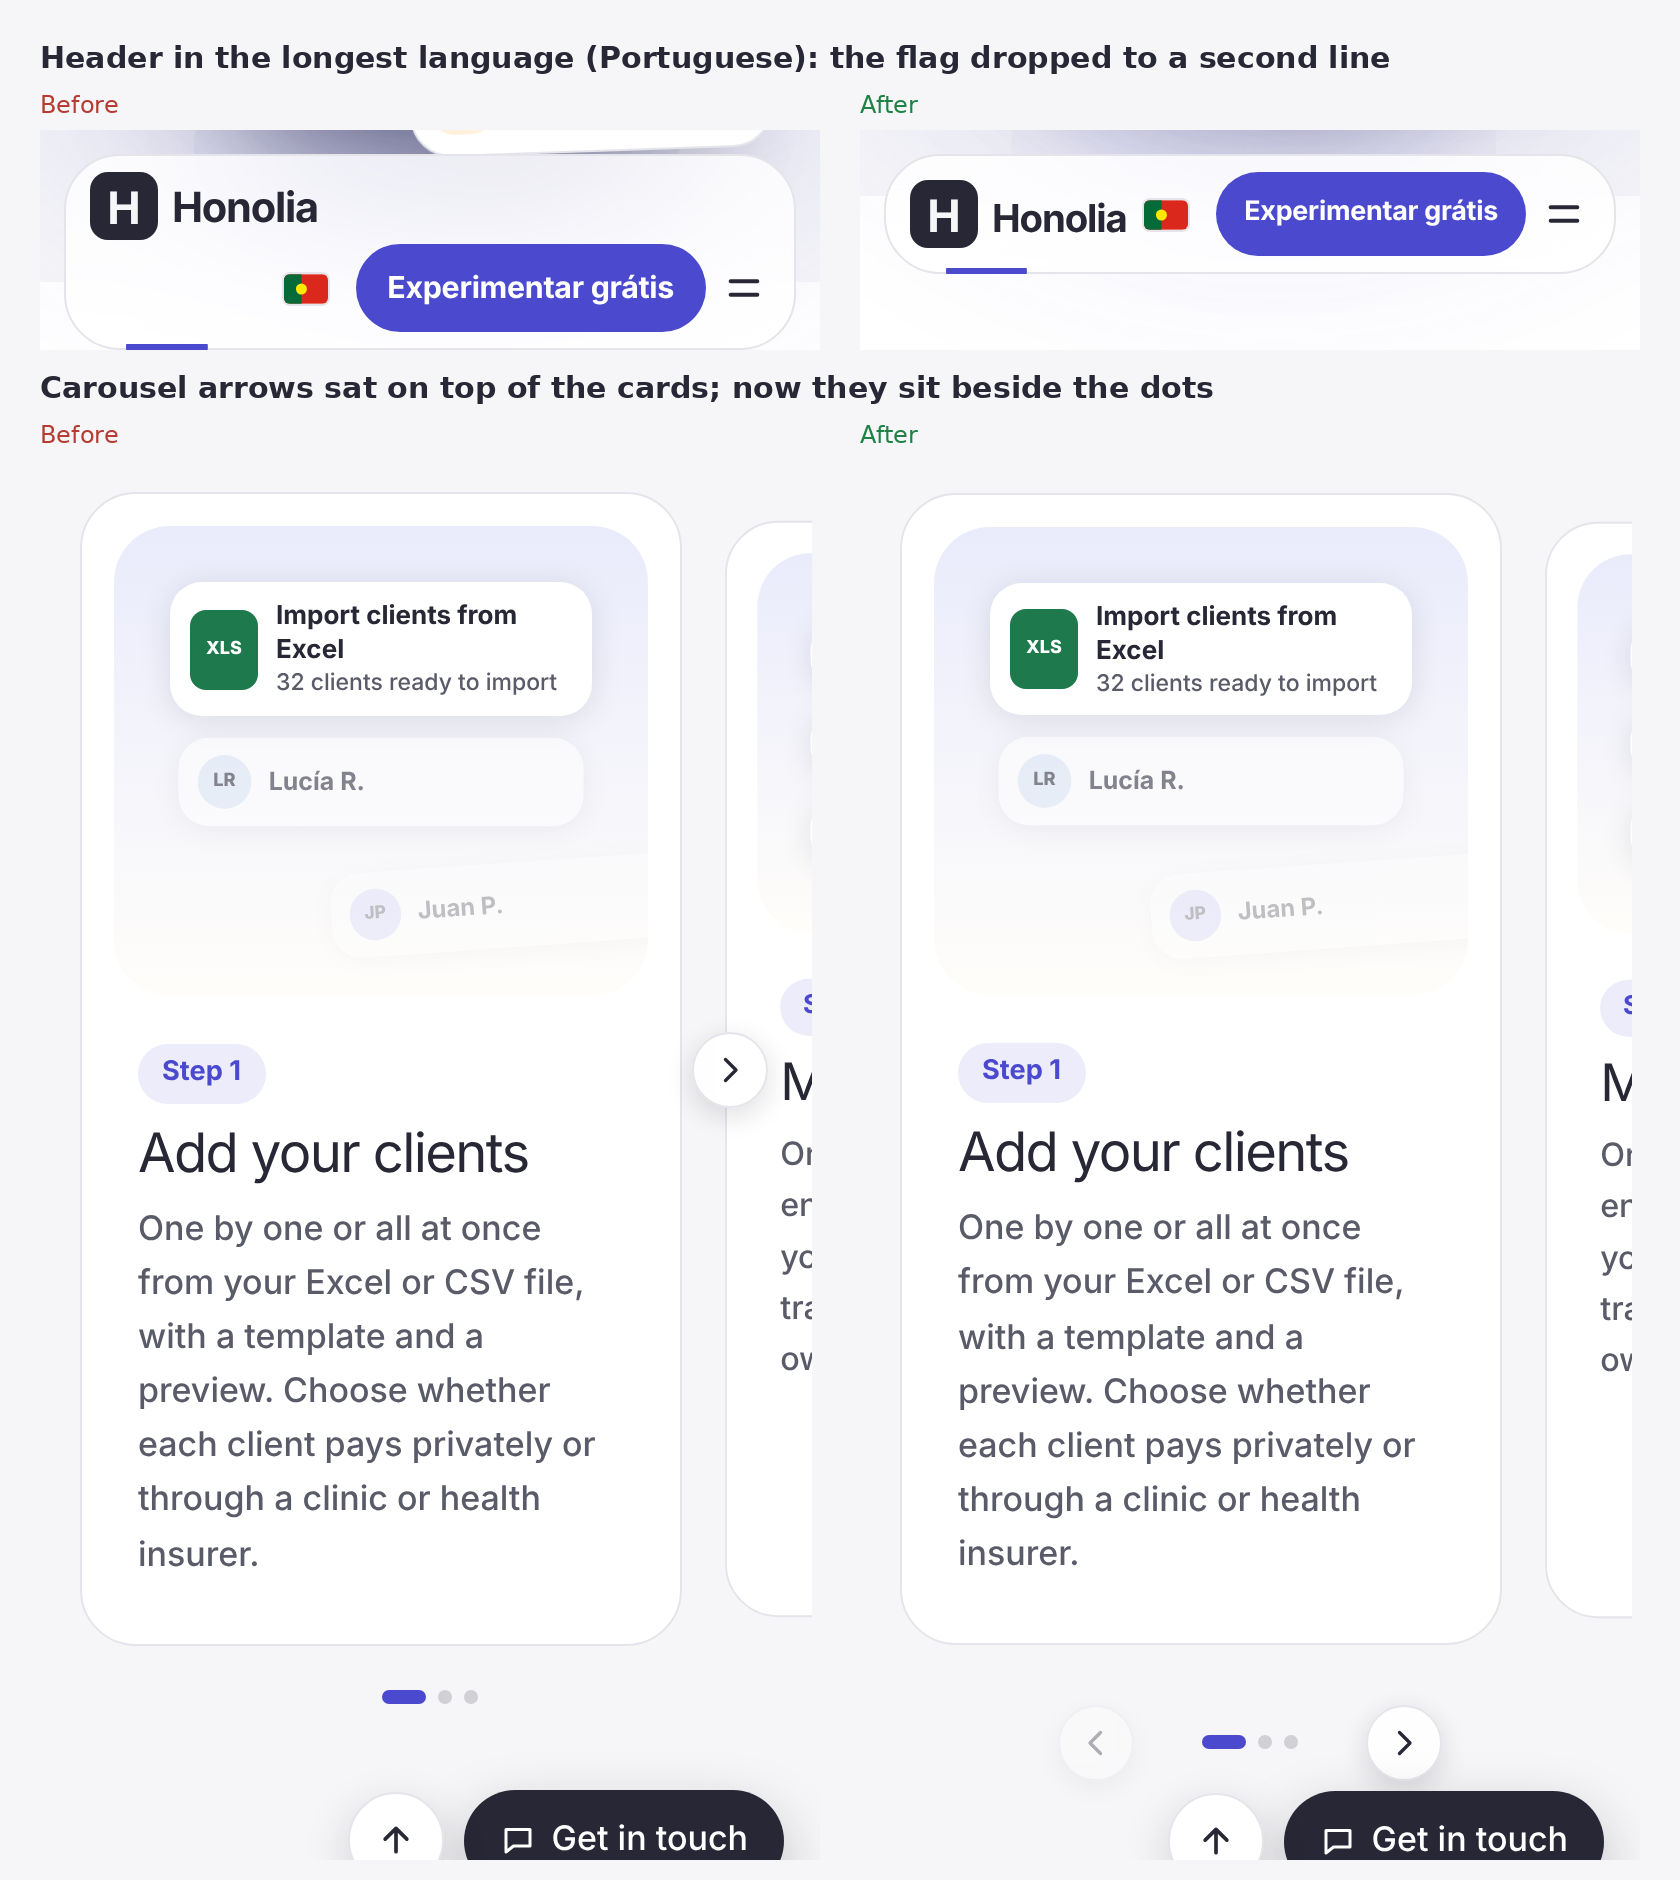 Header in the longest language (Portuguese): the flag dropped to a second line
Before
After
H Honolia
Experimentar grátis
H Honolia
Experimentar grátis
Carousel arrows sat on top of the cards; now they sit beside the dots
Before
After
XLS
Import clients from
Excel
32 clients ready to import
LR
Lucía R.
JP
Juan P.
Step 1
Add your clients
One by one or all at once
from your Excel or CSV file,
with a template and a
preview. Choose whether
each client pays privately or
through a clinic or health
insurer.
Get in touch
XLS
Import clients from
Excel
32 clients ready to import
LR
Lucía R.
JP
Juan P.
Step 1
Add your clients
One by one or all at once
from your Excel or CSV file,
with a template and a
preview. Choose whether
each client pays privately or
through a clinic or health
insurer.
Get in touch